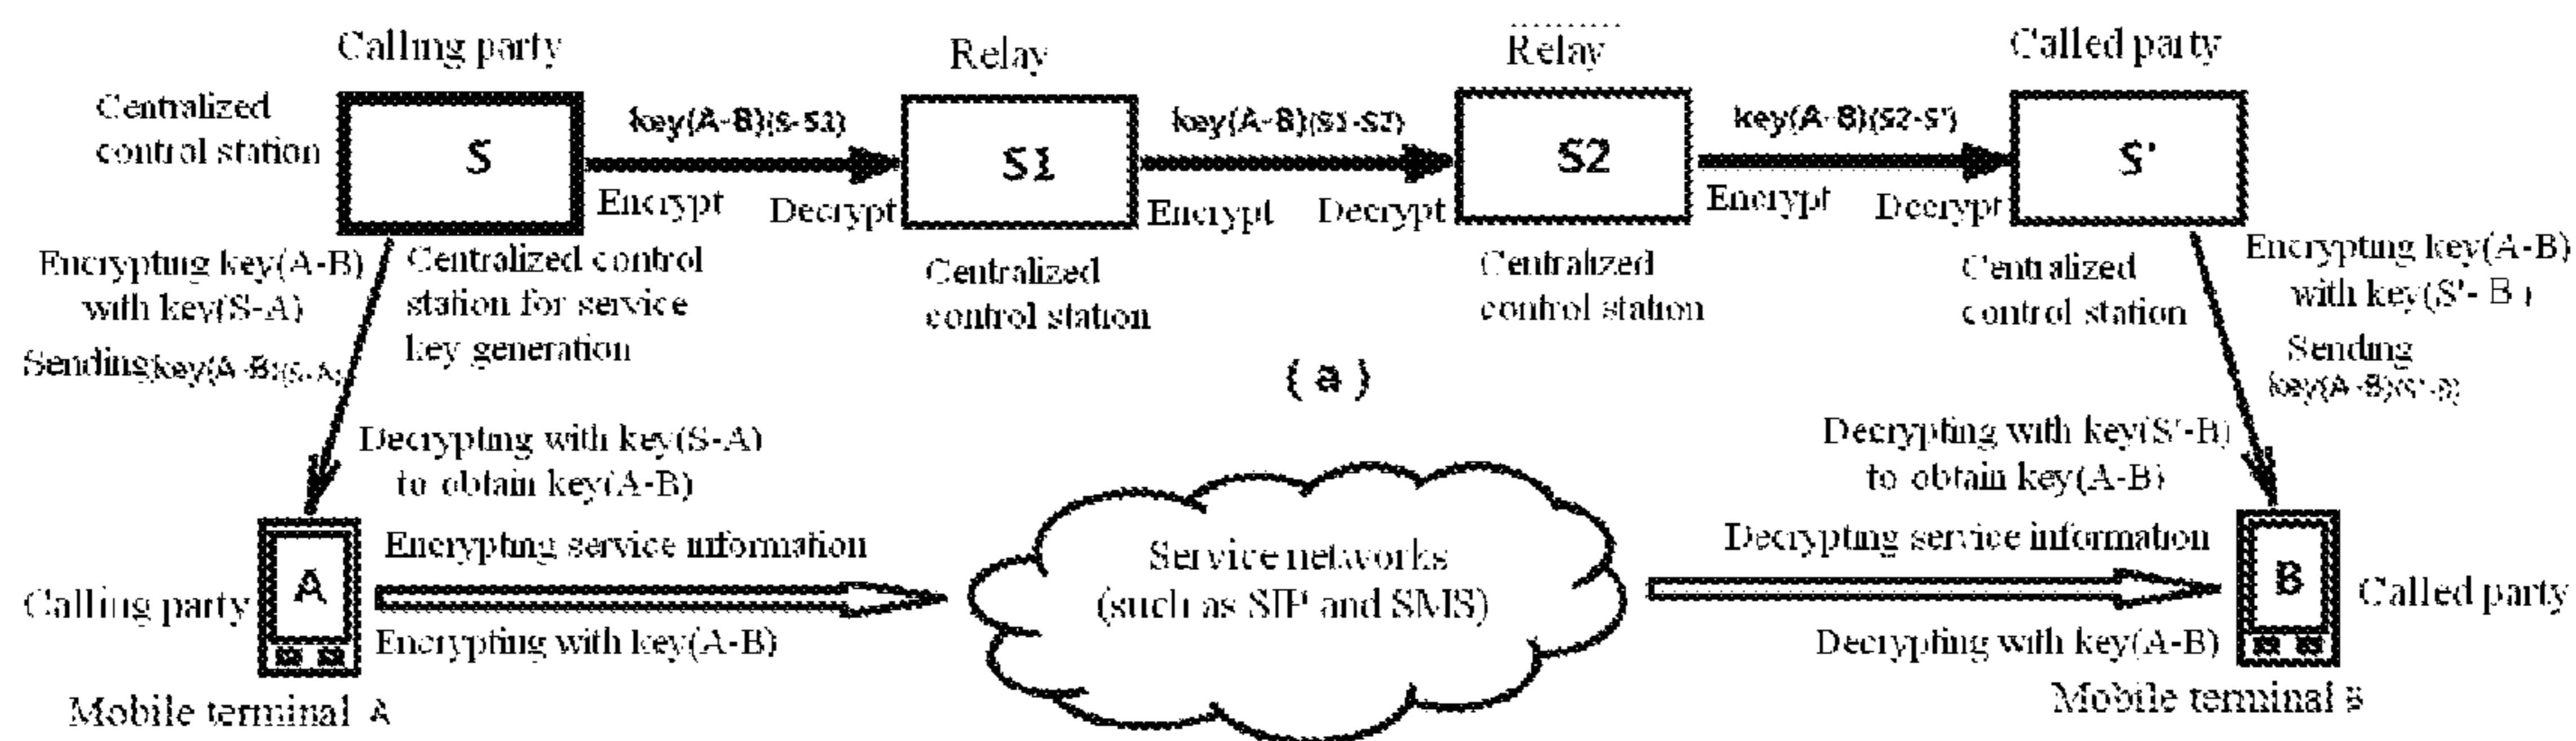 Calling party
Relay
Relay
Called party
Centralized
control station
S
key(A-B)(S-S1)
S1
key(A-B)(S1-S2)
S2
key(A-B)(S2-S')
S'
Encrypt
Decrypt
Encrypt
Decrypt
Encrypt
Decrypt
Encrypting key(A-B)
with key(S-A)
Sending key(A-B)(S-A)
Centralized control
station for service
key generation
Centralized
control station
Centralized
control station
Centralized
control station
Encrypting key(A-B)
with key(S'- B )
Sending
key(A-B)(S'-B)
( a )
Decrypting with key(S-A)
to obtain key(A-B)
Decrypting with key(S'-B)
to obtain key(A-B)
Calling party
A
Encrypting service information
Encrypting with key(A-B)
Service networks
(such as SIP and SMS)
Decrypting service information
Decrypting with key(A-B)
B
Called party
Mobile terminal A
Mobile terminal B